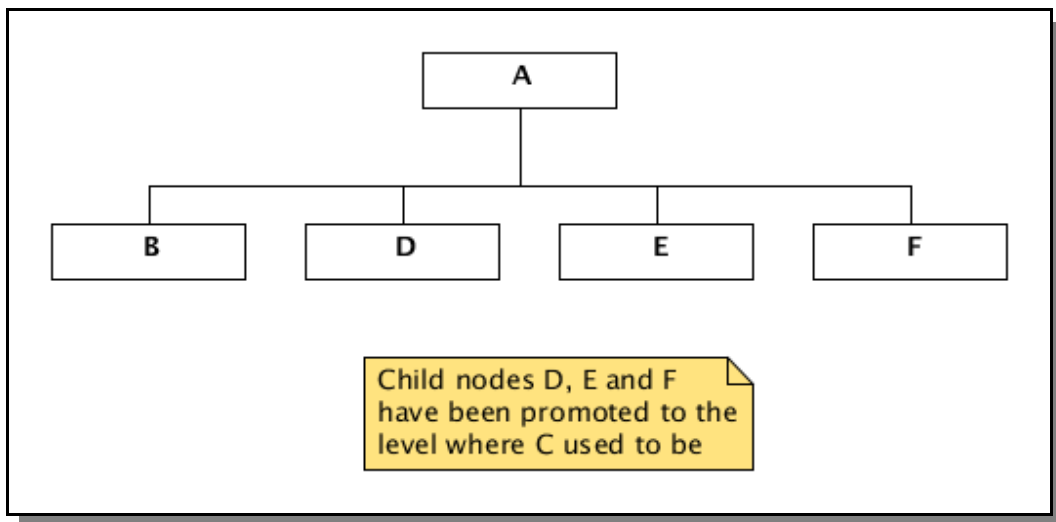 A
B
D
E
F
Child nodes D, E and F
have been promoted to the
level where C used to be